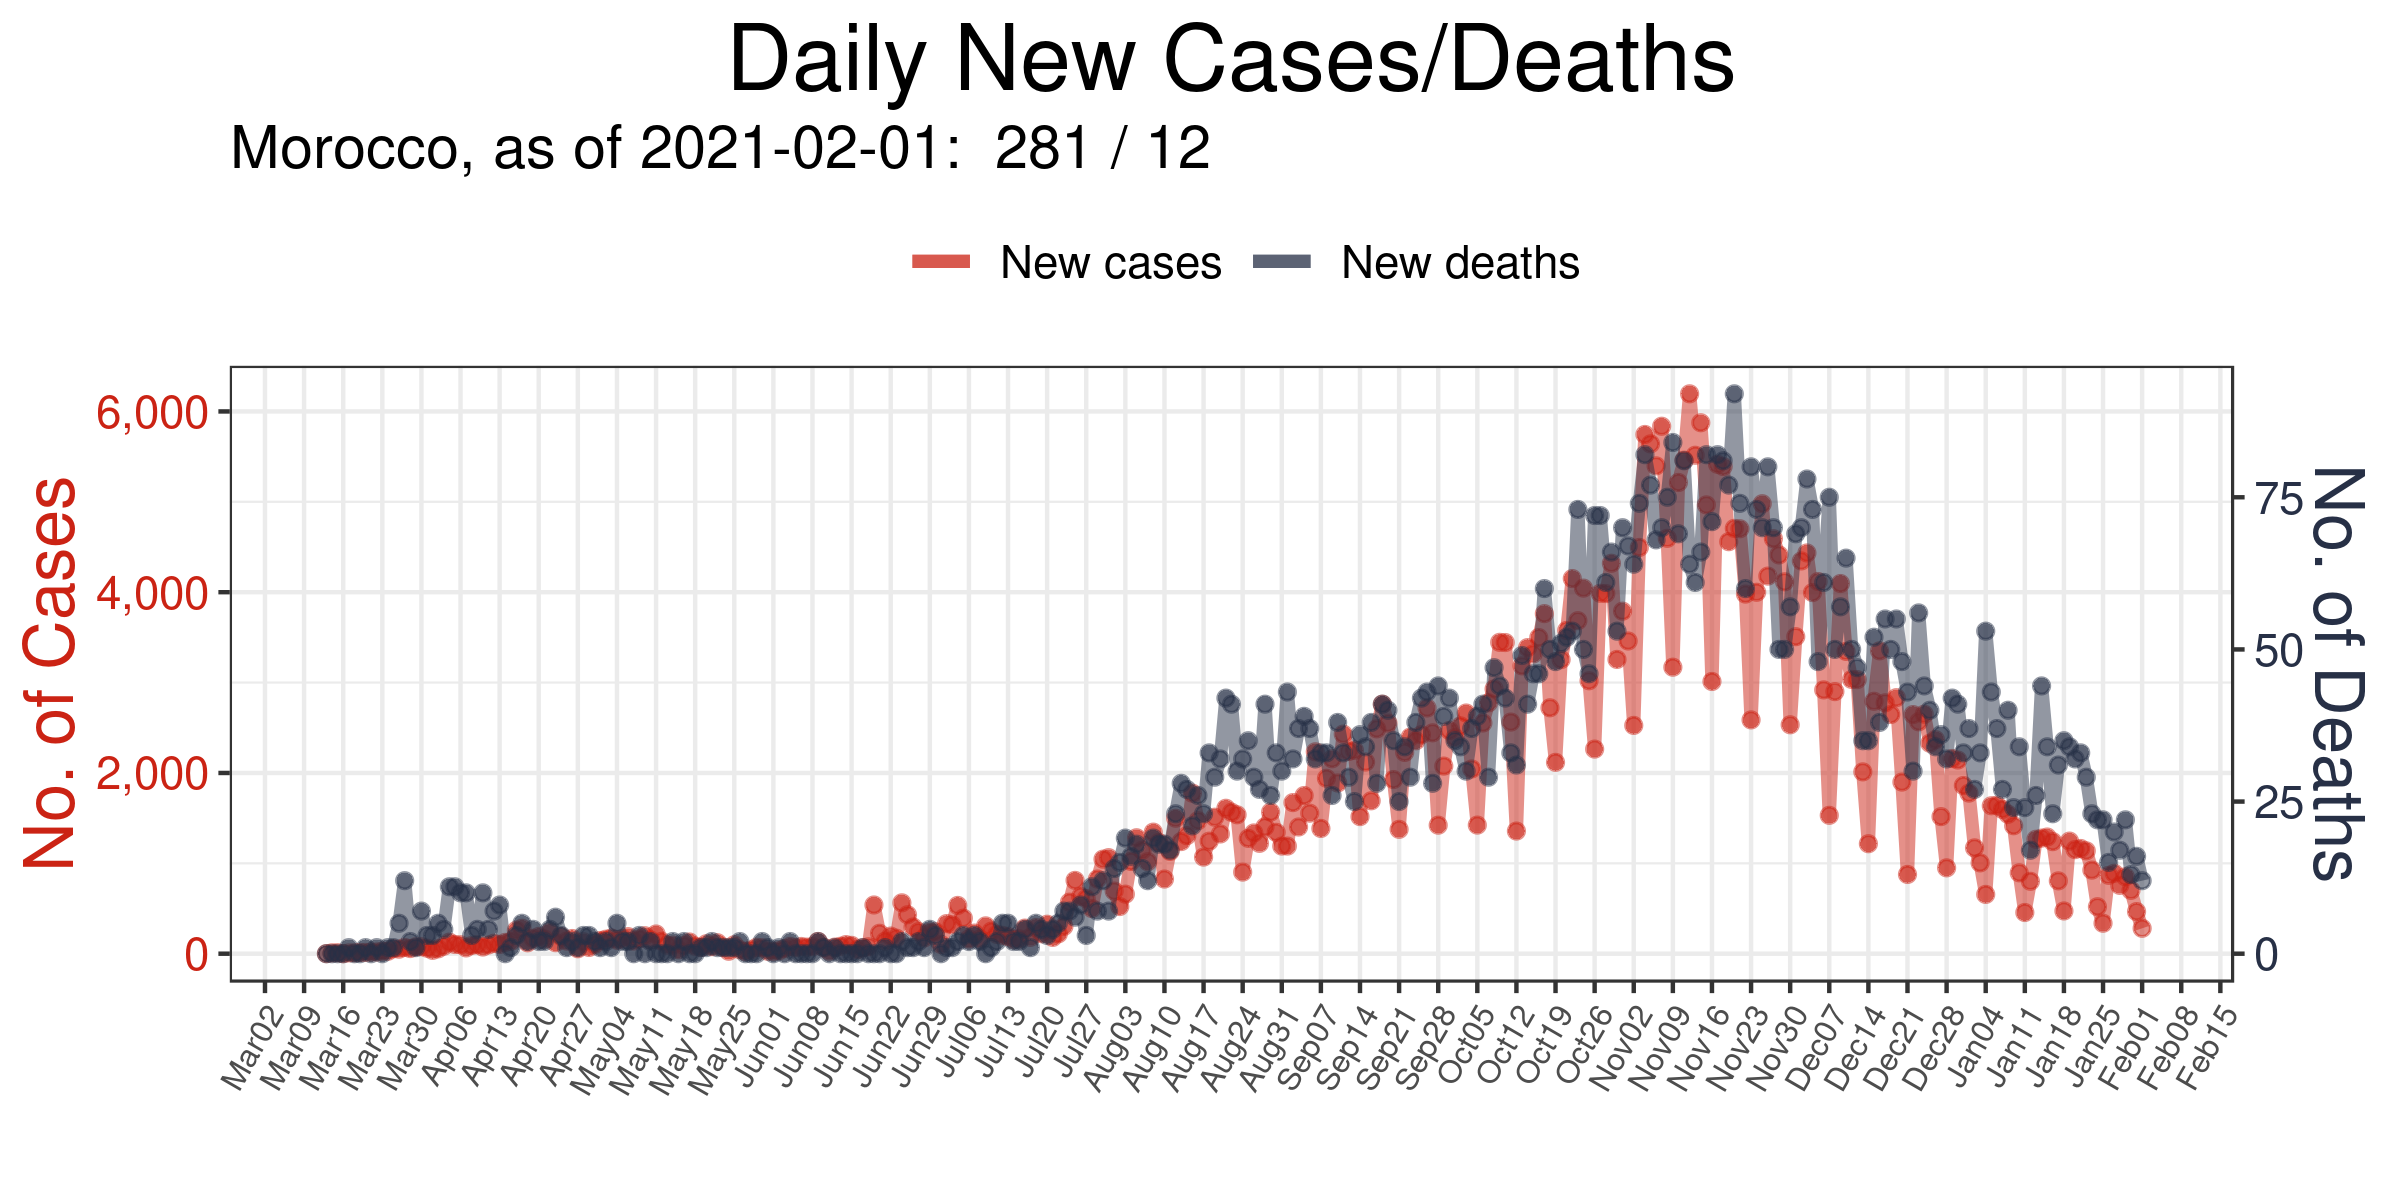 Daily New Cases/Deaths
Morocco, as of 2021-02-01:  281 / 12
New cases New deaths
No. of Cases
6,000
4,000
2,000
0
75
50
25
0
No. of Deaths
Mar02 Mar09 Mar16 Mar23 Mar30 Apr06 Apr13 Apr20 Apr27 May04 May11 May18 May25 Jun01 Jun08 Jun15 Jun22 Jun29 Jul06 Jul13 Jul20 Jul27 Aug03 Aug10 Aug17 Aug24 Aug31 Sep07 Sep14 Sep21 Sep28 Oct05 Oct12 Oct19 Oct26 Nov02 Nov09 Nov16 Nov23 Nov30 Dec07 Dec14 Dec21 Dec28 Jan04 Jan11 Jan18 Jan25 Feb01 Feb08 Feb15